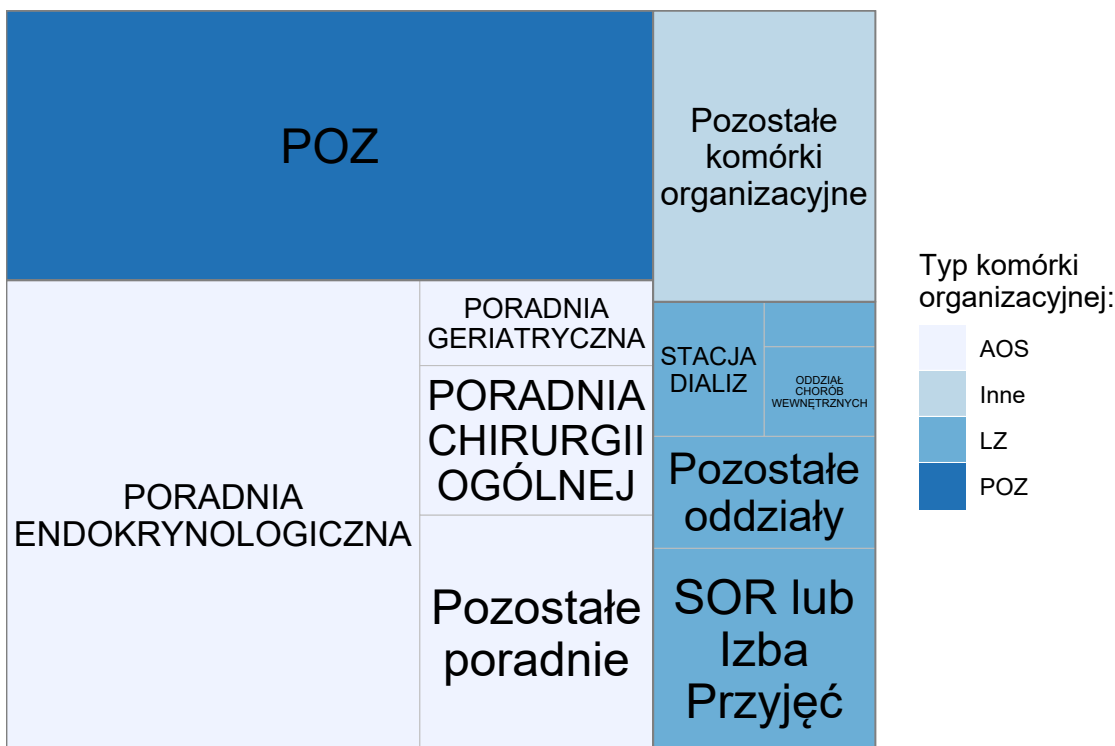 POZ
Pozostałe
komórki
organizacyjne
PORADNIA
ENDOKRYNOLOGICZNA
PORADNIA
GERIATRYCZNA
PORADNIA
CHIRURGII
OGÓLNEJ
Pozostałe
poradnie
STACJA
DIALIZ
ODDZIAŁ
CHORÓB
WEWNĘTRZNYCH
Pozostałe
oddziały
SOR lub
Izba
Przyjęć
Typ komórki
organizacyjnej:
AOS
Inne
LZ
POZ